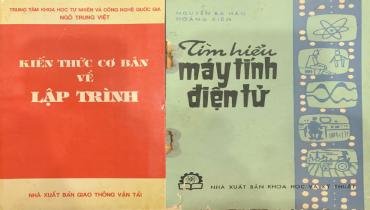 TRUNG TÂM KHOA HỌC TỰ NHIÊN VÀ CÔNG NGHỆ QUỐC GIA
NGÔ TRUNG VIỆT
KIẾN THỨC CƠ BẢN
VỀ
LẬP TRÌNH
NHÀ XUẤT BẢN GIAO THÔNG VẬN TẢI
NGUYỄN BÁ HÀO
HOÀNG KIẾM
Tìm hiểu
máy tính
điện tử
NHÀ XUẤT BẢN KHOA HỌC VÀ KỸ THUẬT